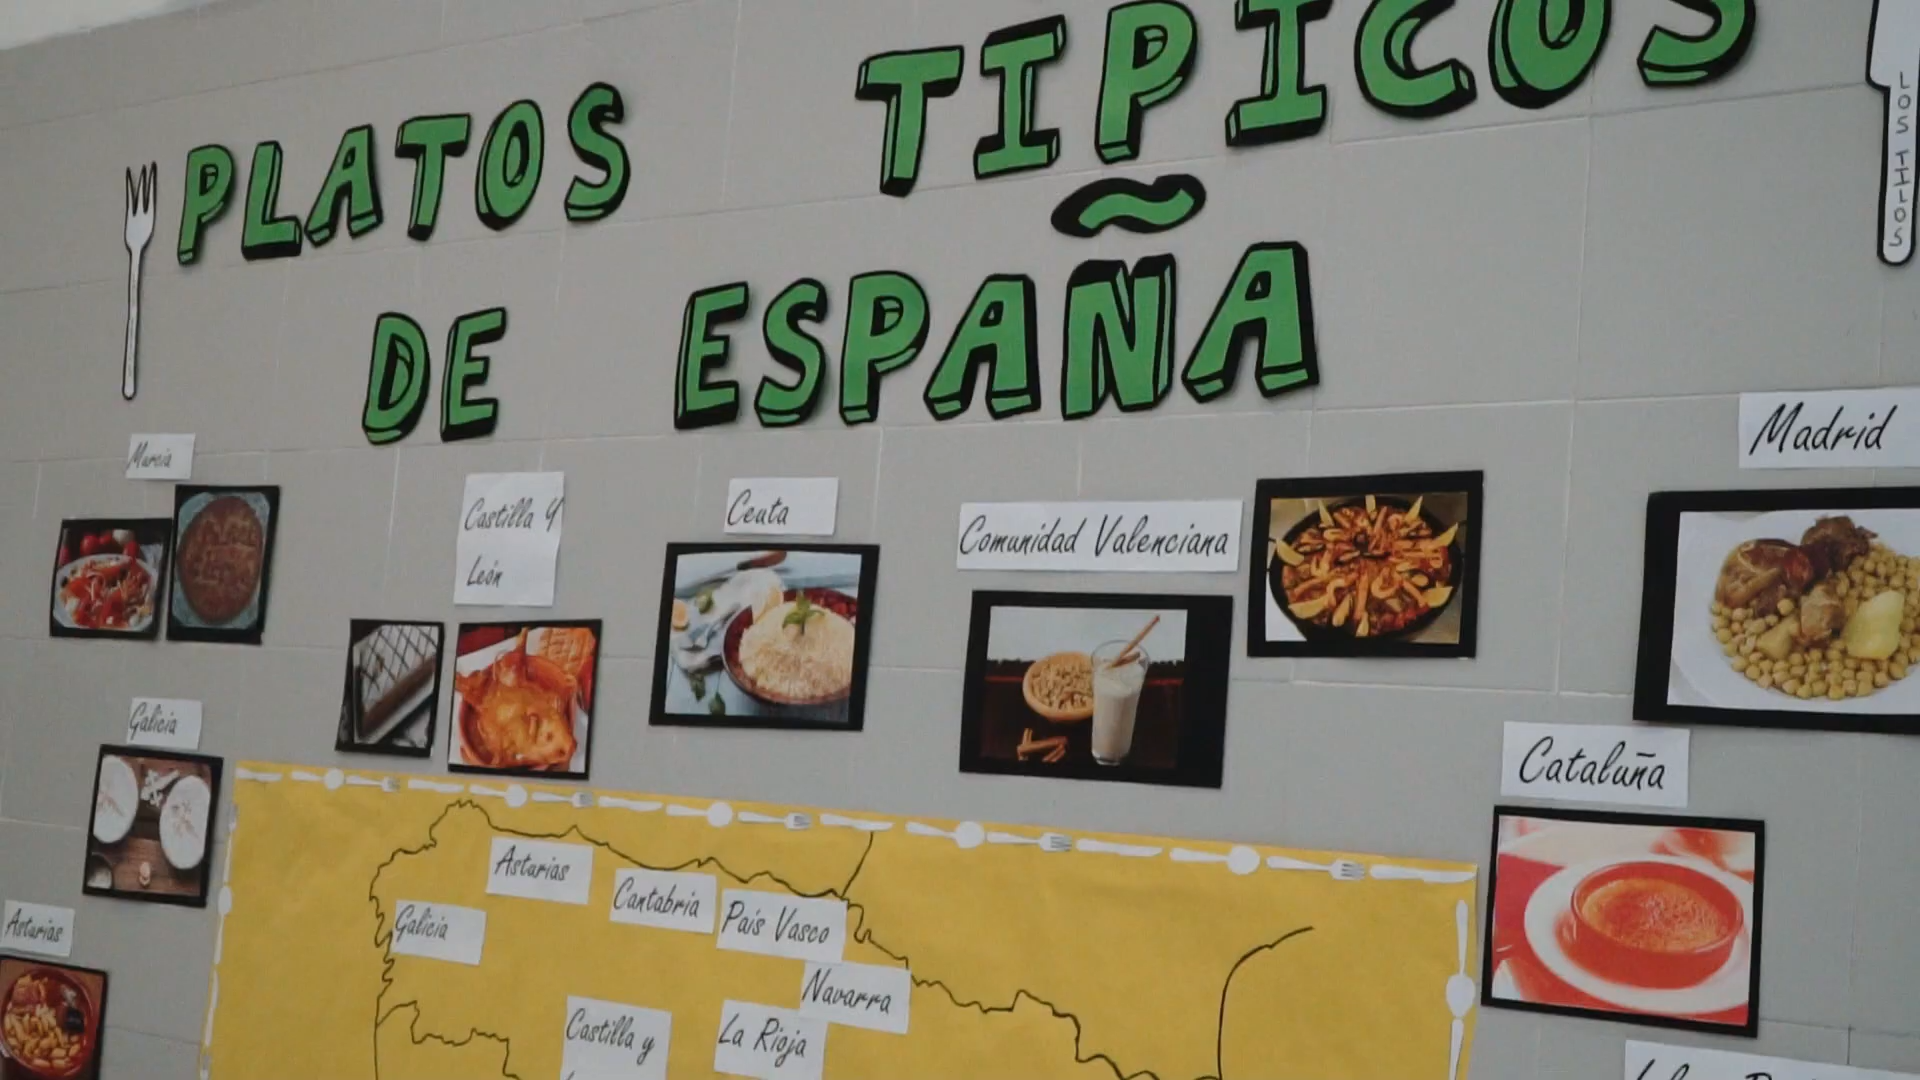 PLATOS TIPICOS
DE ESPAÑA
LOS TILOS
Murcia
Castilla Y
León
Ceuta
Comunidad Valenciana
Madrid
Galicia
Cataluña
Asturias
Asturias
Cantabria
País Vasco
Galicia
Navarra
Castilla y
La Rioja